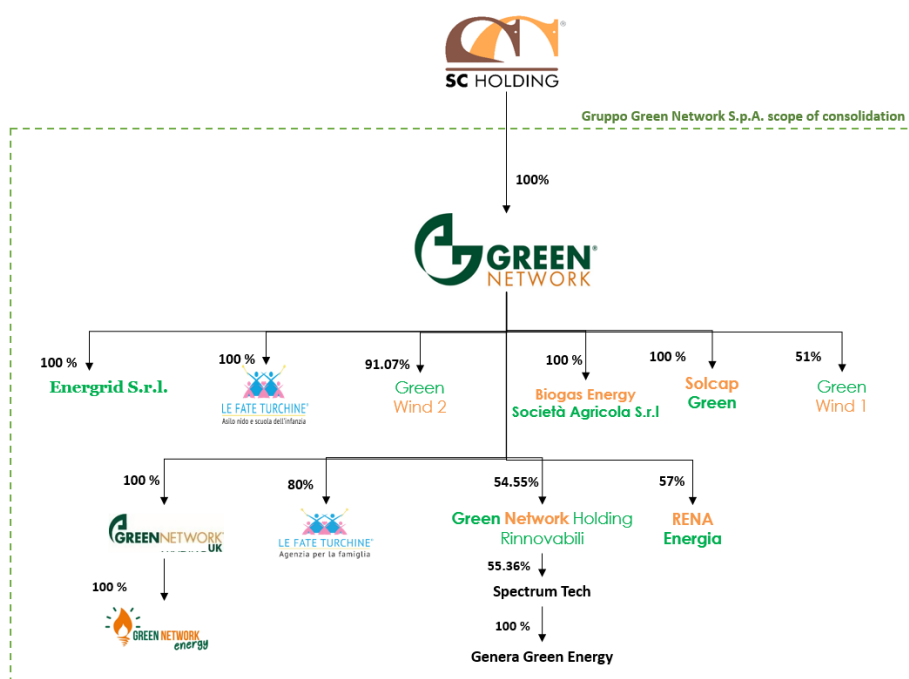 SC HOLDING
Gruppo Green Network S.p.A. scope of consolidation
100%
GREEN®
NETWORK
100 %
100 %
91.07%
100 %
100 %
51%
Energrid S.r.l.
LE FATE TURCHINE®
Asilo nido e scuola dell'infanzia
Green
Wind 2
Biogas Energy
Società Agricola S.r.l
Solcap
Green
Green
Wind 1
100 %
80%
54.55%
57%
GREENNETWORK
UK
LE FATE TURCHINE®
Agenzia per la famiglia
Green Network Holding
Rinnovabili
RENA
Energia
55.36%
100 %
Spectrum Tech
GREEN NETWORK
energy
100 %
Genera Green Energy